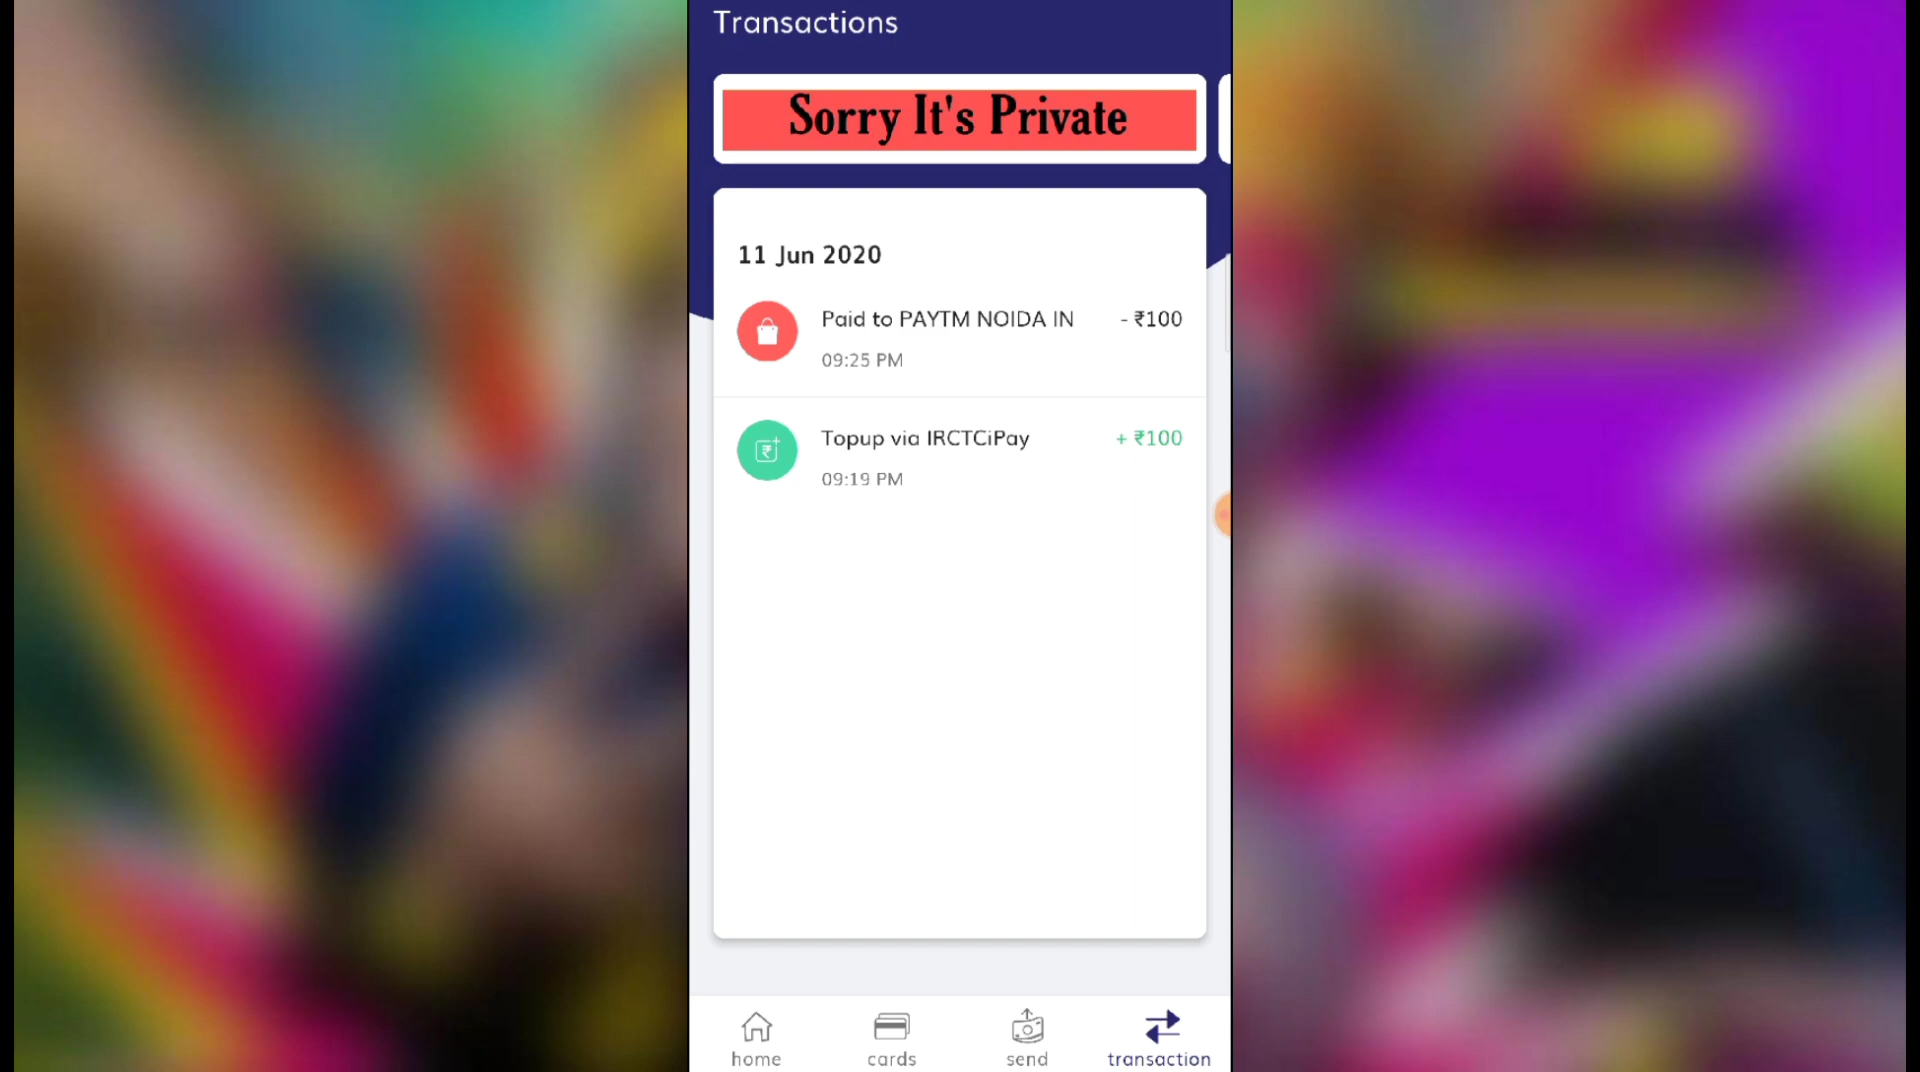 Transactions
Sorry It's Private
11 Jun 2020
Paid to PAYTM NOIDA IN - ₹100
09:25 PM
Topup via IRCTCiPay + ₹100
09:19 PM
home cards send transaction